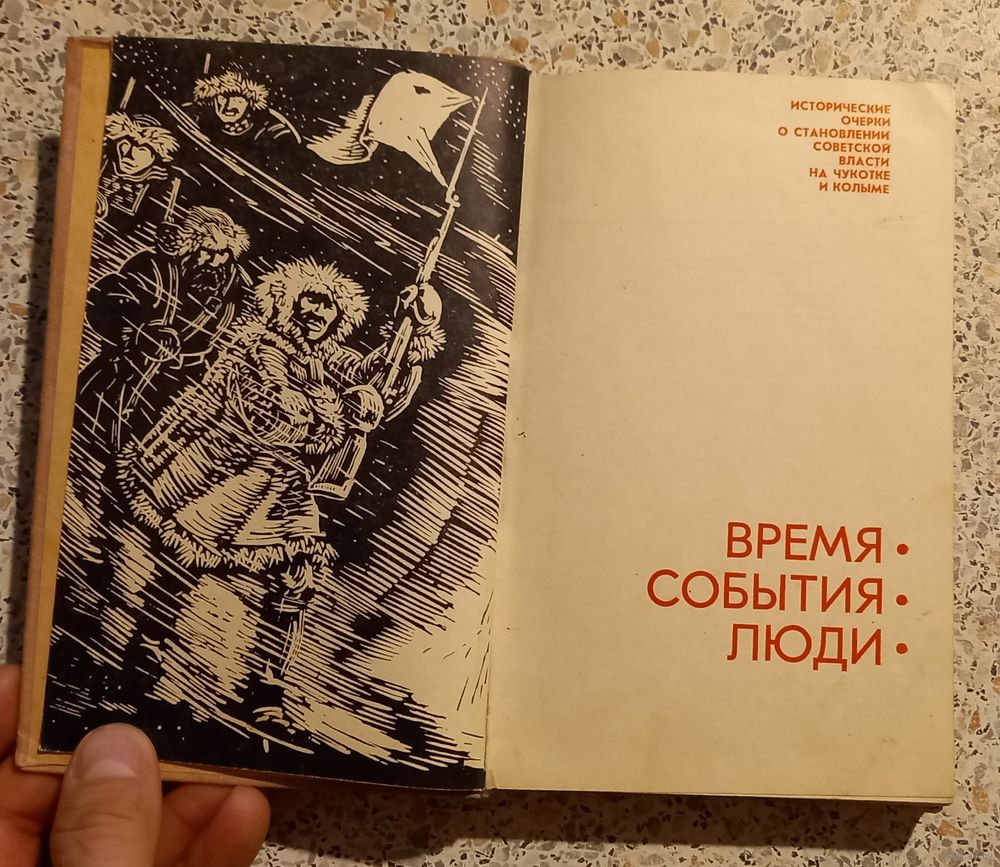 ИСТОРИЧЕСКИЕ
ОЧЕРКИ
О СТАНОВЛЕНИИ
СОВЕТСКОЙ
ВЛАСТИ
НА ЧУКОТКЕ
И КОЛЫМЕ
ВРЕМЯ •
СОБЫТИЯ •
ЛЮДИ •